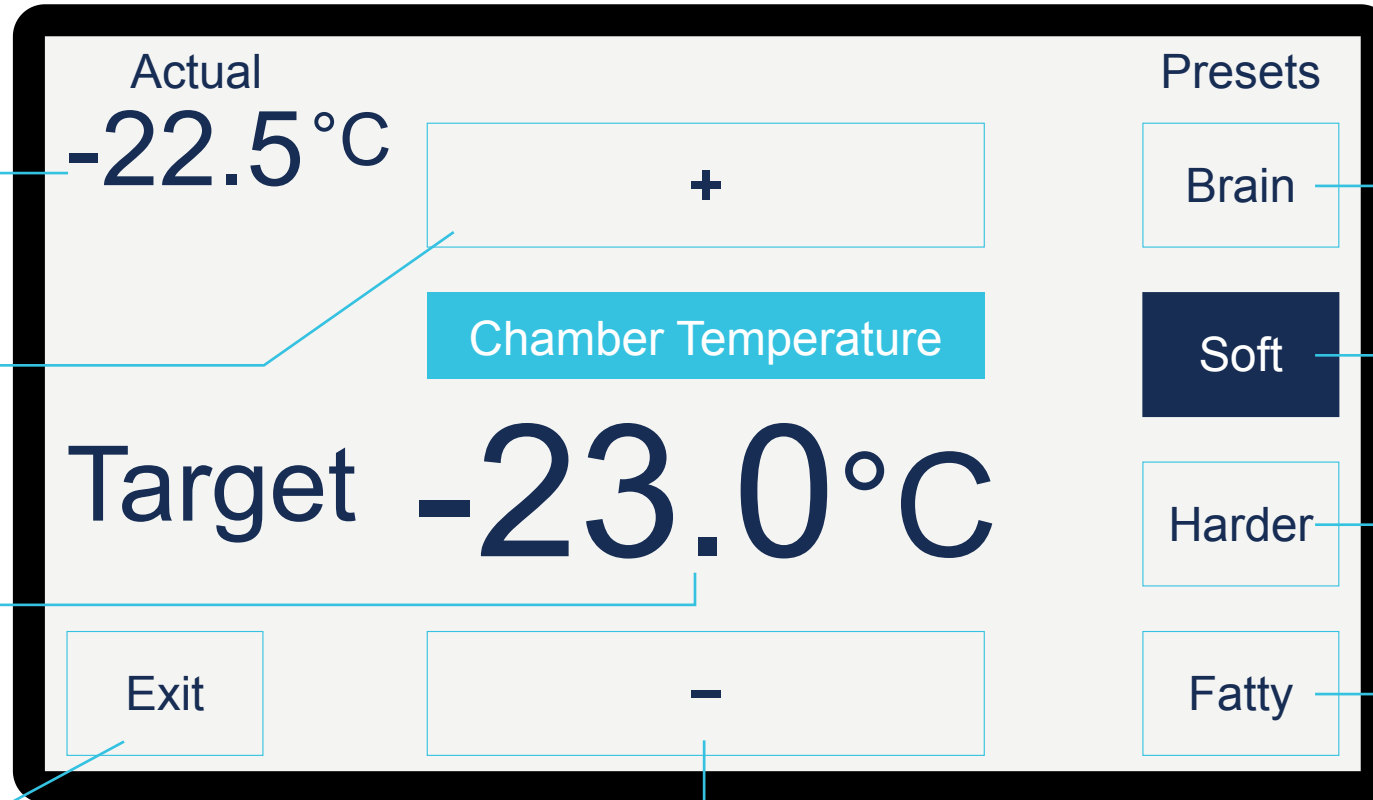 Actual
-22.5°C
+
Chamber Temperature
Target -23.0°C
Exit
-
Presets
Brain
Soft
Harder
Fatty